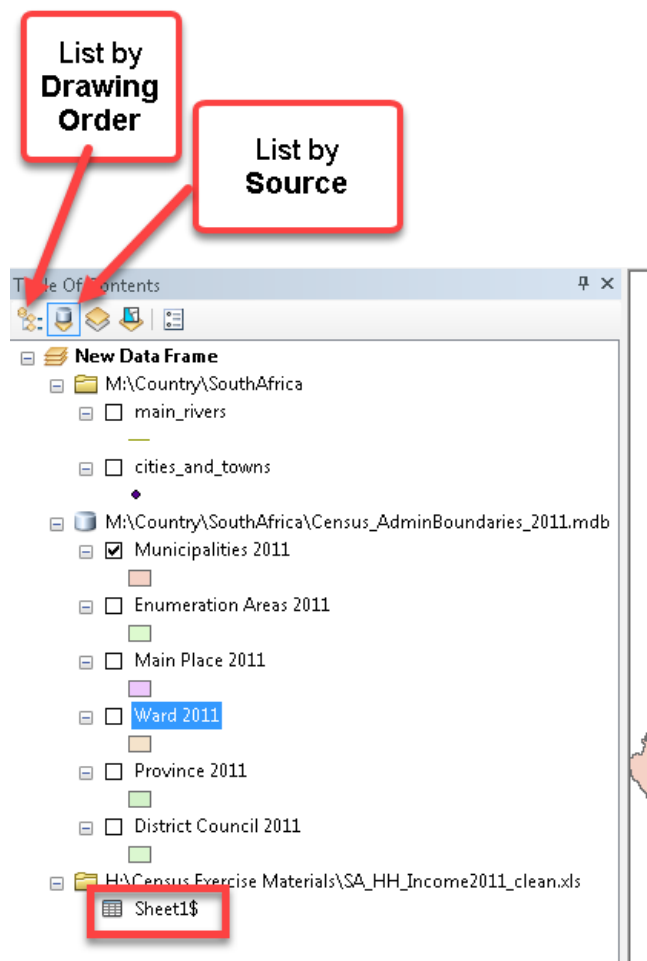 List by
Drawing
Order
List by
Source
Table Of Contents
New Data Frame
M:\Country\SouthAfrica
main_rivers
cities_and_towns
M:\Country\SouthAfrica\Census_AdminBoundaries_2011.mdb
Municipalities 2011
Enumeration Areas 2011
Main Place 2011
Ward 2011
Province 2011
District Council 2011
H:\Census Exercise Materials\SA_HH_Income2011_clean.xls
Sheet1$